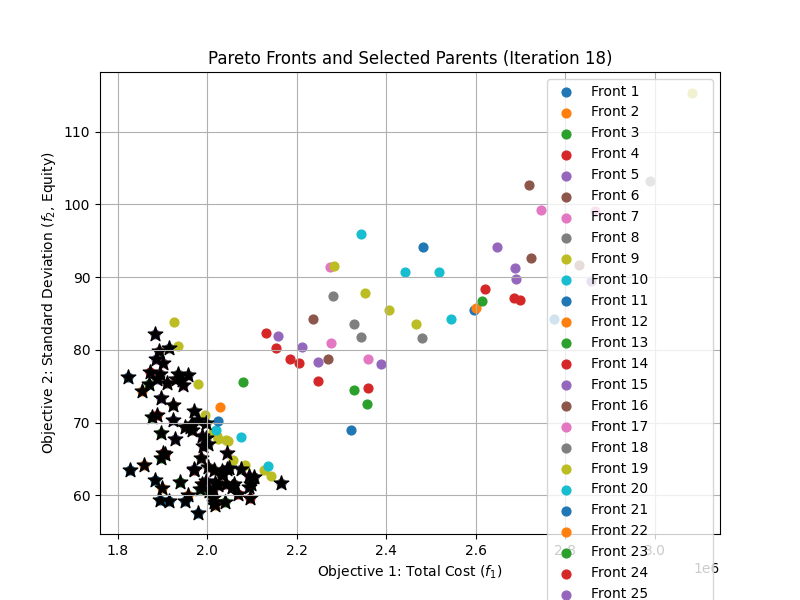 Pareto Fronts and Selected Parents (Iteration 18)
Objective 2: Standard Deviation (f₂, Equity)
110
100
90
80
70
60
1.8
2.0
2.2
2.4
2.6
2.8
3.0
1e6
Objective 1: Total Cost (f₁)
Front 1
Front 2
Front 3
Front 4
Front 5
Front 6
Front 7
Front 8
Front 9
Front 10
Front 11
Front 12
Front 13
Front 14
Front 15
Front 16
Front 17
Front 18
Front 19
Front 20
Front 21
Front 22
Front 23
Front 24
Front 25